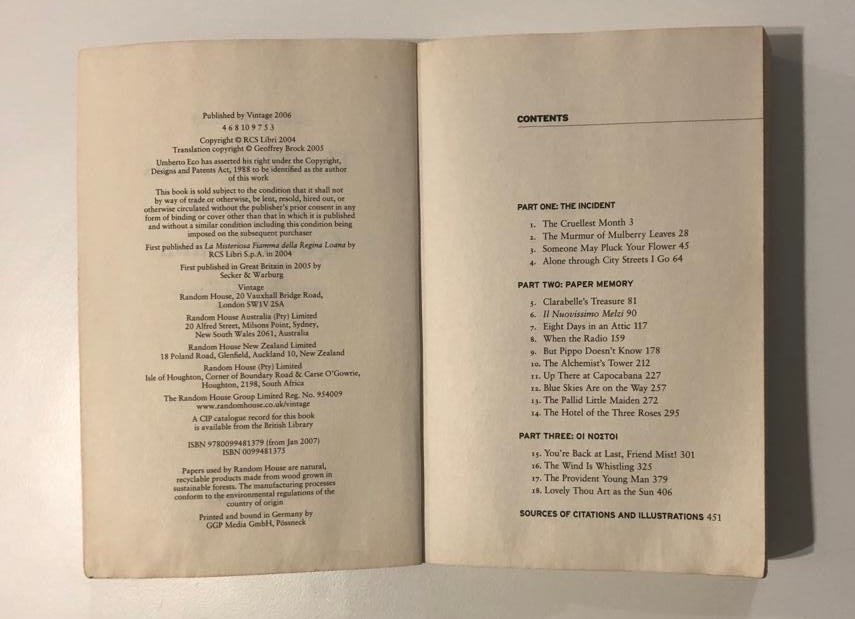 Published by Vintage 2006
4 6 8 10 9 7 5 3
Copyright © RCS Libri 2004
Translation copyright © Geoffrey Brock 2005
Umberto Eco has asserted his right under the Copyright,
Designs and Patents Act, 1988 to be identified as the author
of this work
This book is sold subject to the condition that it shall not
by way of trade or otherwise, be lent, resold, hired out, or
otherwise circulated without the publisher's prior consent in any
form of binding or cover other than that in which it is published
and without a similar condition including this condition being
imposed on the subsequent purchaser
First published as La Misteriosa Fiamma della Regina Loana by
RCS Libri S.p.A. in 2004
First published in Great Britain in 2005 by
Secker & Warburg
Vintage
Random House, 20 Vauxhall Bridge Road,
London SW1V 2SA
Random House Australia (Pty) Limited
20 Alfred Street, Milsons Point, Sydney,
New South Wales 2061, Australia
Random House New Zealand Limited
18 Poland Road, Glenfield, Auckland 10, New Zealand
Random House (Pty) Limited
Isle of Houghton, Corner of Boundary Road & Carse O'Gowrie,
Houghton, 2198, South Africa
The Random House Group Limited Reg. No. 954009
www.randomhouse.co.uk/vintage
A CIP catalogue record for this book
is available from the British Library
ISBN 9780099481379 (from Jan 2007)
ISBN 0099481375
Papers used by Random House are natural,
recyclable products made from wood grown in
sustainable forests. The manufacturing processes
conform to the environmental regulations of the
country of origin
Printed and bound in Germany by
GGP Media GmbH, Pössneck
CONTENTS
PART ONE: THE INCIDENT
1. The Cruellest Month 3
2. The Murmur of Mulberry Leaves 28
3. Someone May Pluck Your Flower 45
4. Alone through City Streets I Go 64
PART TWO: PAPER MEMORY
5. Clarabelle's Treasure 81
6. Il Nuovissimo Melzi 90
7. Eight Days in an Attic 117
8. When the Radio 159
9. But Pippo Doesn't Know 178
10. The Alchemist's Tower 212
11. Up There at Capocabana 227
12. Blue Skies Are on the Way 257
13. The Pallid Little Maiden 272
14. The Hotel of the Three Roses 295
PART THREE: ΟΙ ΝΟΣΤΟΙ
15. You're Back at Last, Friend Mist! 301
16. The Wind Is Whistling 325
17. The Provident Young Man 379
18. Lovely Thou Art as the Sun 406
SOURCES OF CITATIONS AND ILLUSTRATIONS 451